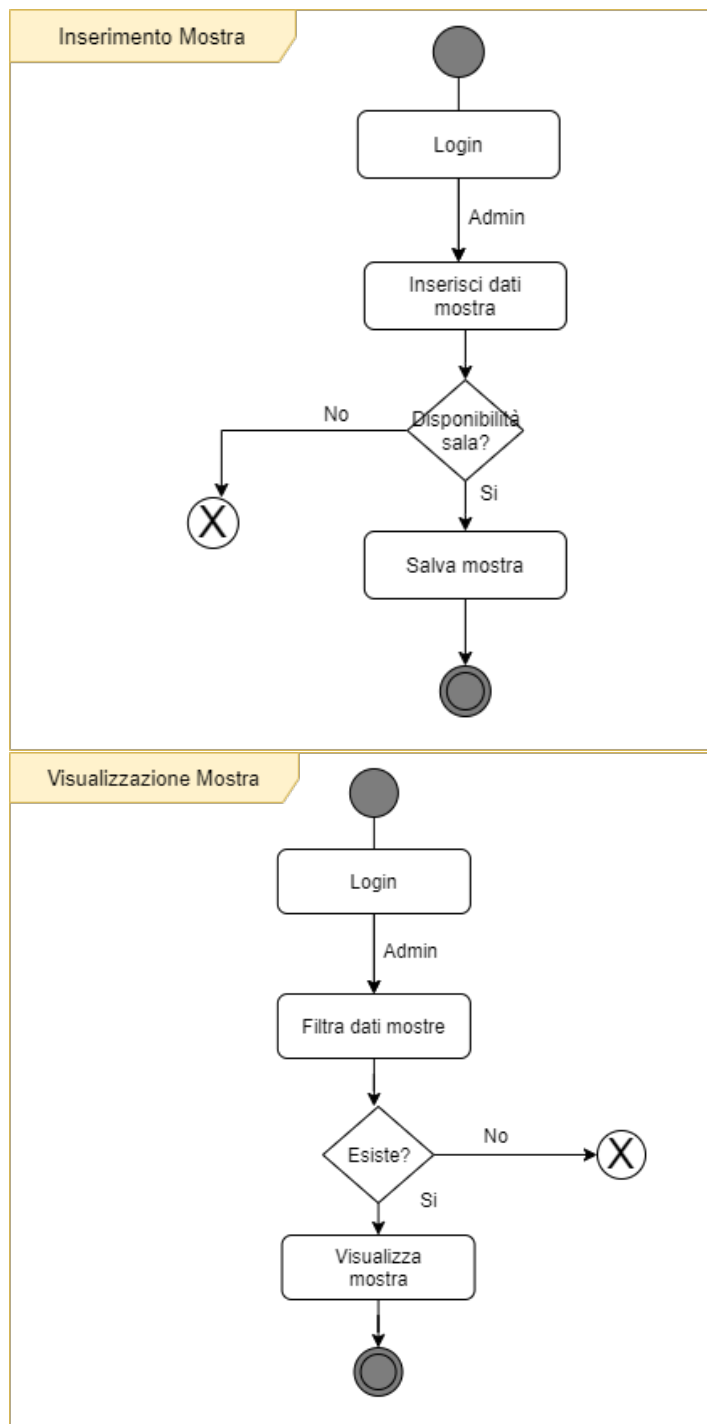 Inserimento Mostra
Login
Admin
Inserisci dati
mostra
Disponibilità
sala?
No
Si
X
Salva mostra
Visualizzazione Mostra
Login
Admin
Filtra dati mostre
Esiste?
No
X
Si
Visualizza
mostra